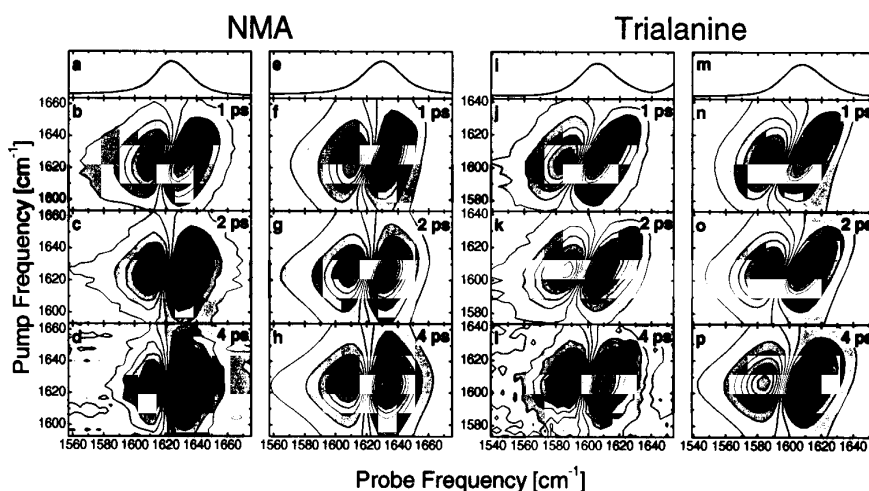 NMA Trialanine
a e i m
1660 b 1 ps f 1 ps 1640 j 1 ps n 1 ps
1640 1620
1620 1600
1600 1580
1660 c 2 ps g 2 ps 1640 k 2 ps o 2 ps
1640 1620
1620 1600
1600 1580
1660 d 4 ps h 4 ps 1640 l 4 ps p 4 ps
1640 1620
1620 1600
1600 1580
1560 1580 1600 1620 1640 1660 1560 1580 1600 1620 1640 1660 1540 1560 1580 1600 1620 1640 1540 1560 1580 1600 1620 1640
Pump Frequency [cm⁻¹]
Probe Frequency [cm⁻¹]